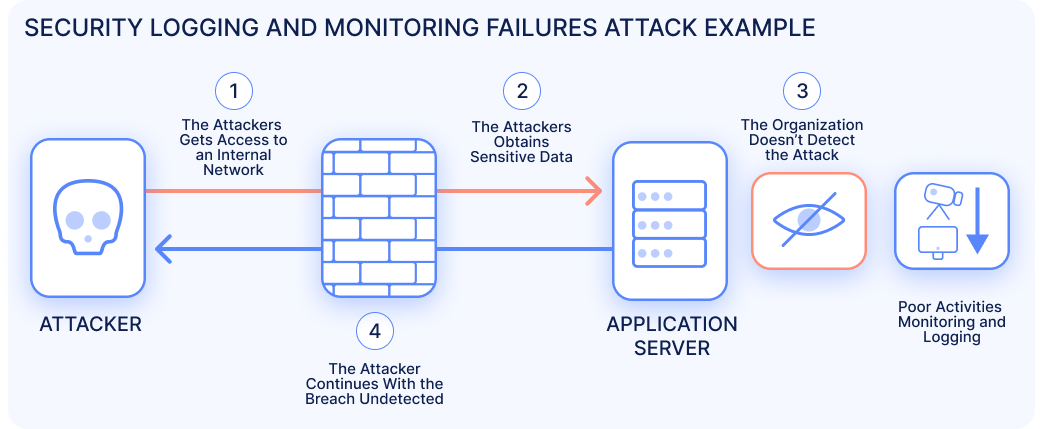 SECURITY LOGGING AND MONITORING FAILURES ATTACK EXAMPLE
1
The Attackers
Gets Access to
an Internal
Network
2
The Attackers
Obtains
Sensitive Data
3
The Organization
Doesn't Detect
the Attack
ATTACKER
4
The Attacker
Continues With the
Breach Undetected
APPLICATION
SERVER
Poor Activities
Monitoring and
Logging